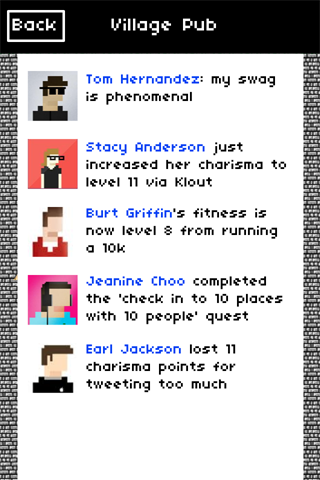 Back
Village Pub
Tom Hernandez: my swag
is phenomenal
Stacy Anderson just
increased her charisma to
level 11 via Klout
Burt Griffin's fitness is
now level 8 from running
a 10k
Jeanine Choo completed
the 'check in to 10 places
with 10 people' quest
Earl Jackson lost 11
charisma points for
tweeting too much